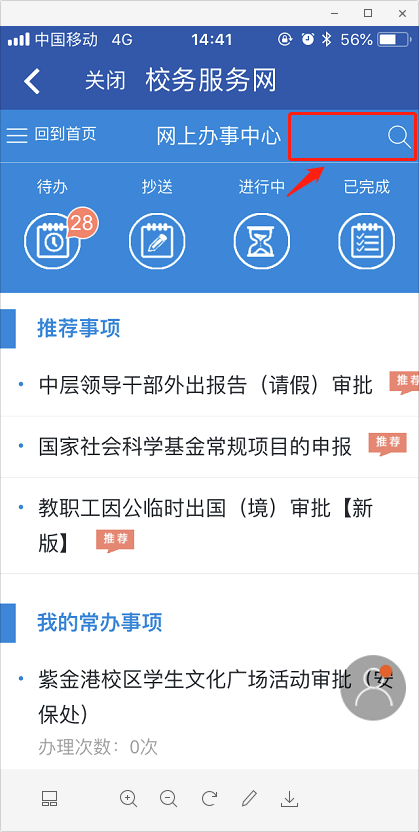 中国移动 4G 14:41 56%
关闭 校务服务网
回到首页 网上办事中心
待办 抄送 进行中 已完成
28
推荐事项
中层领导干部外出报告（请假）审批 推荐
国家社会科学基金常规项目的申报 推荐
教职工因公临时出国（境）审批【新
版】 推荐
我的常办事项
紫金港校区学生文化广场活动审批（安
保处）
办理次数：0次